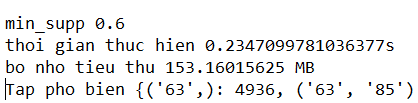 min_supp 0.6
thoi gian thuc hien 0.2347099781036377s
bo nho tieu thu 153.16015625 MB
Tap pho bien {('63',): 4936, ('63', '85')